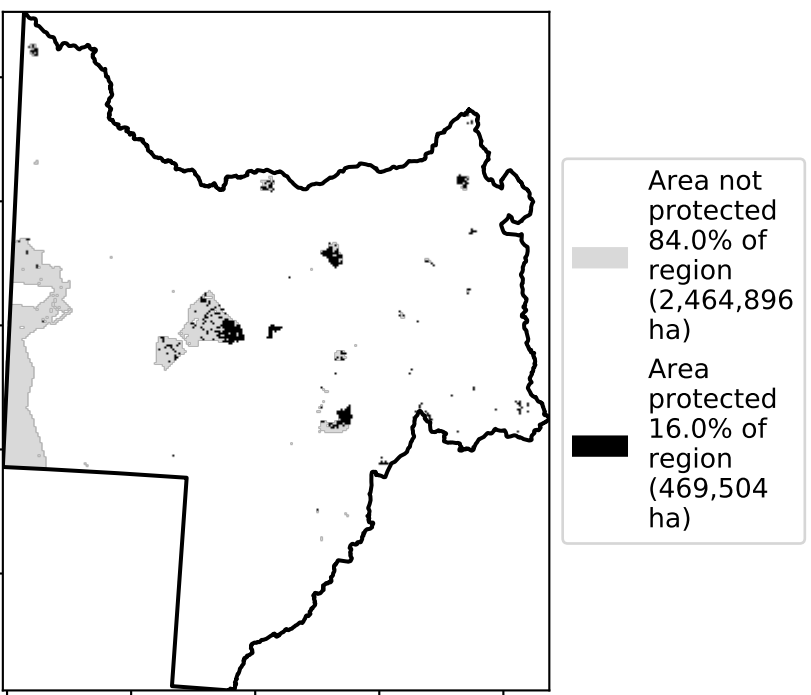 Area not
protected
84.0% of
region
(2,464,896
ha)
Area
protected
16.0% of
region
(469,504
ha)